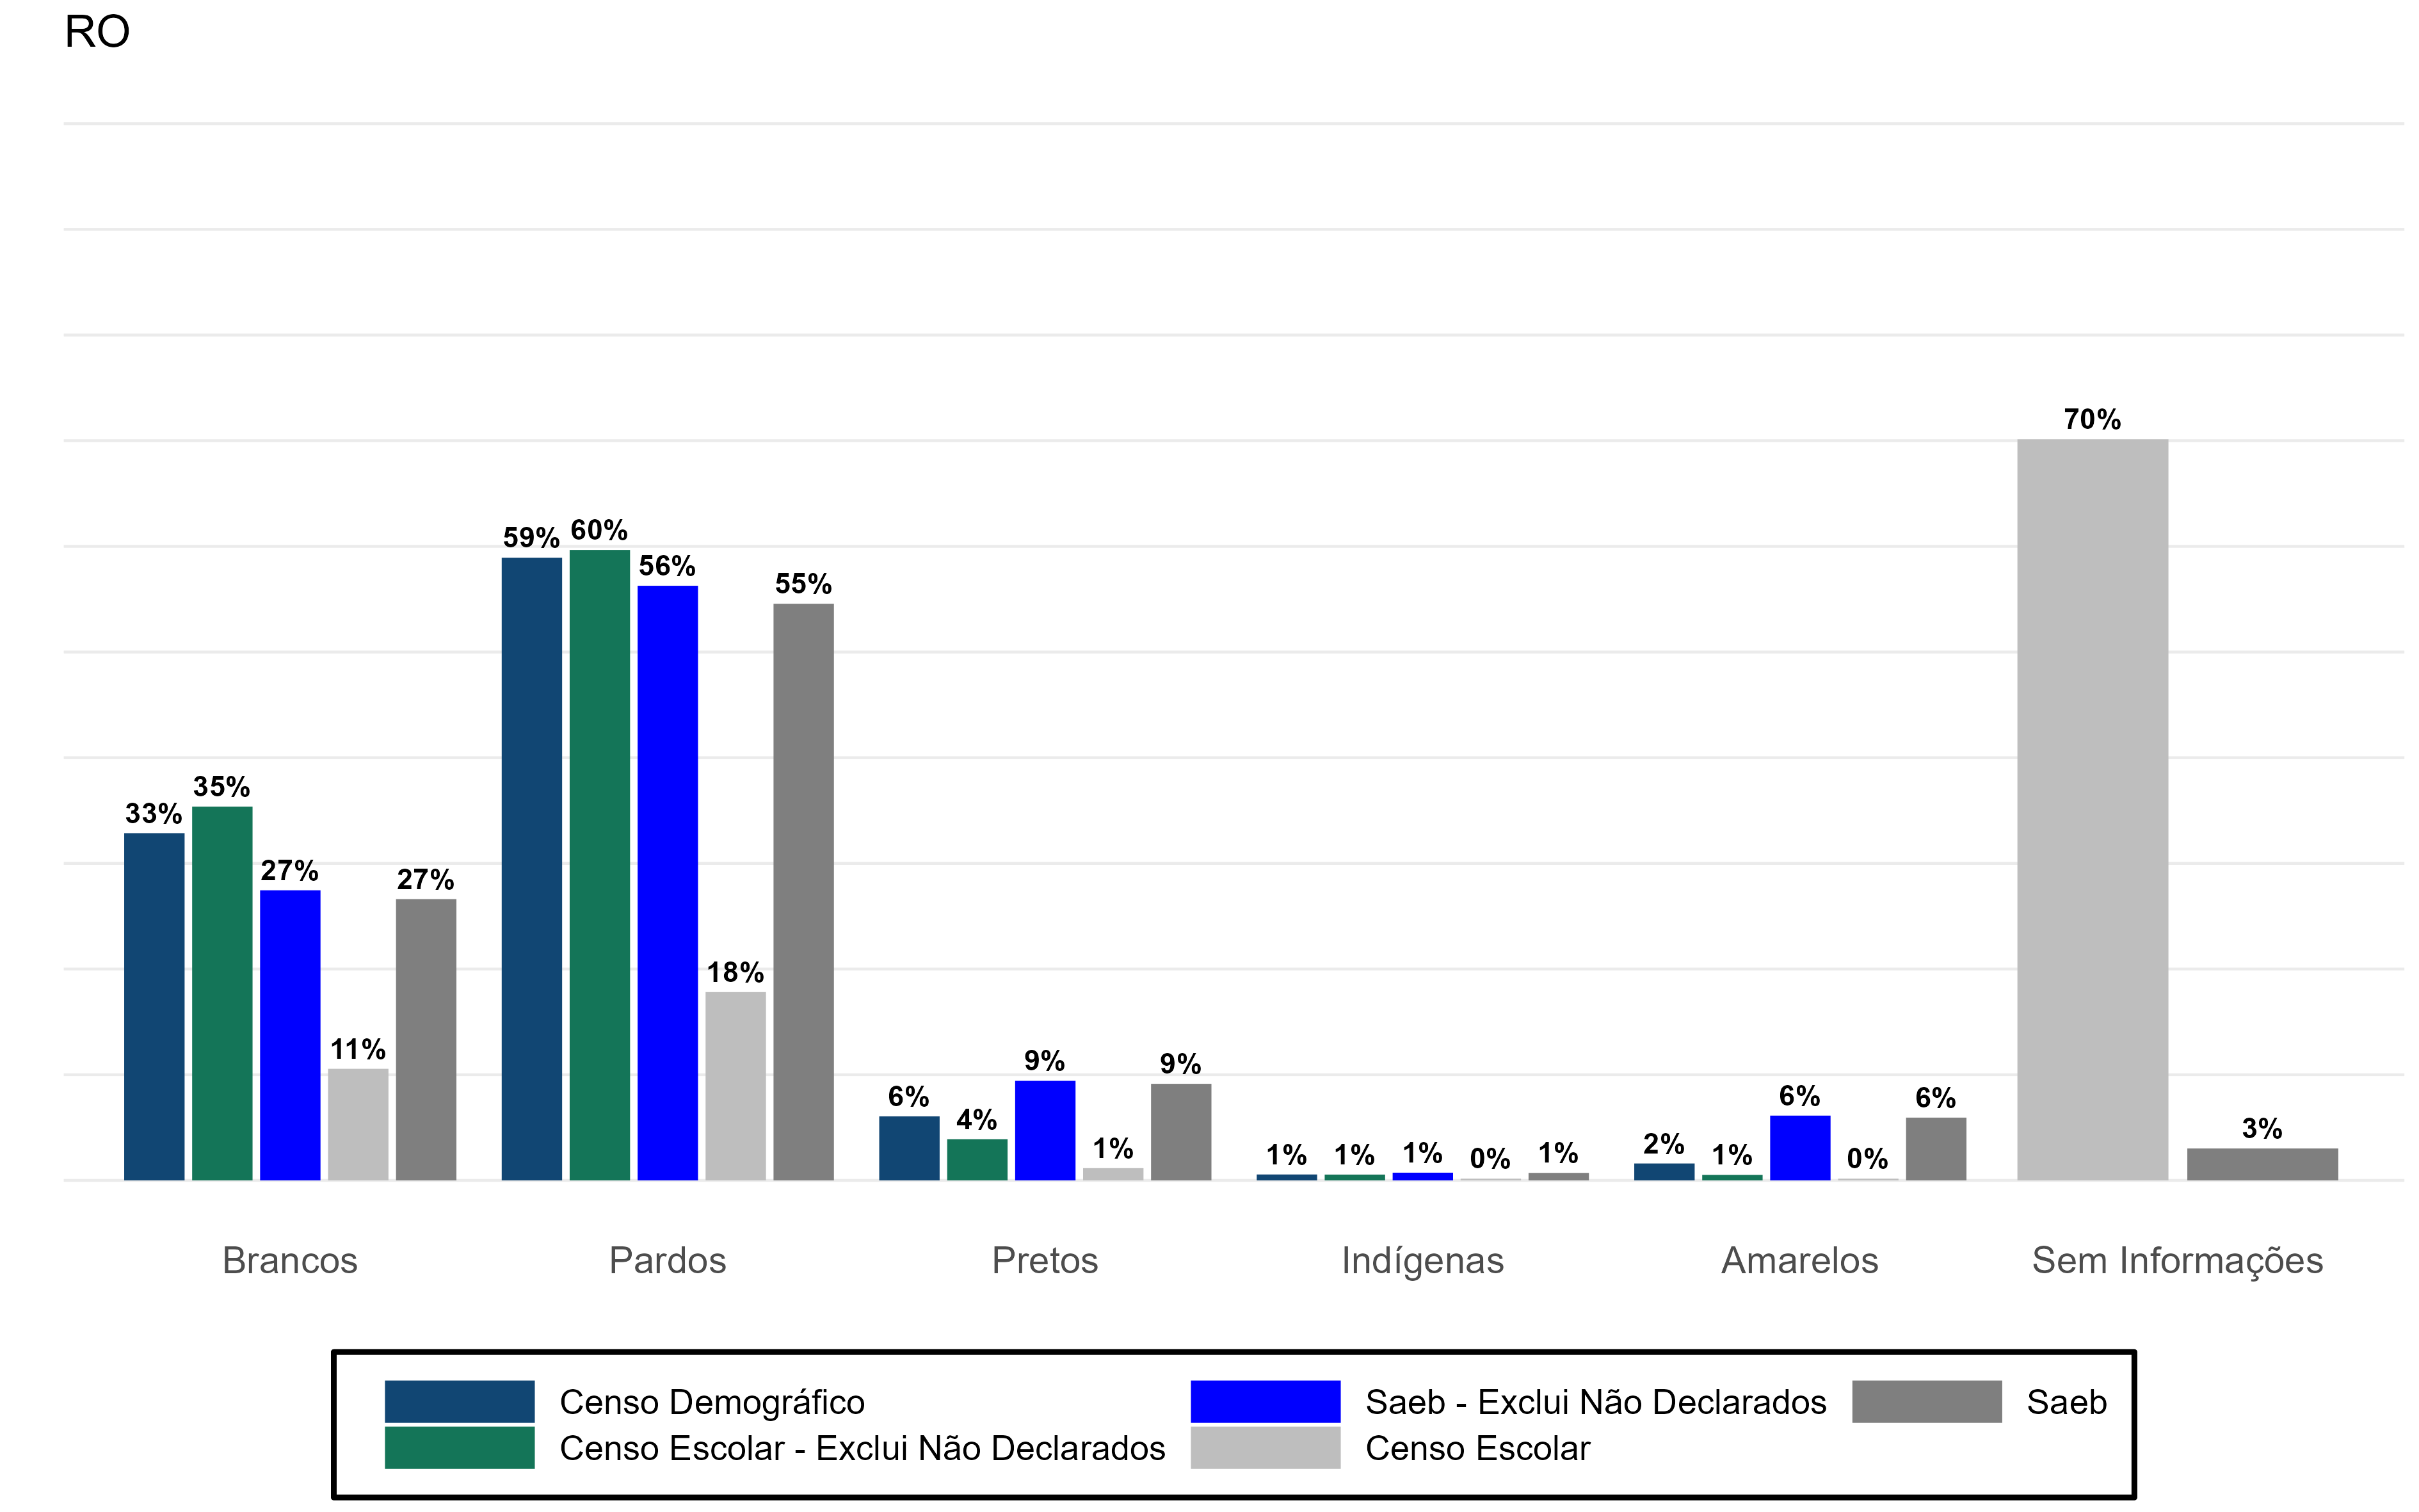 RO
33%
35%
27%
11%
27%
59%
60%
56%
18%
55%
6%
4%
9%
1%
9%
1%
1%
1%
0%
1%
2%
1%
6%
0%
6%
70%
3%
Brancos
Pardos
Pretos
Indígenas
Amarelos
Sem Informações
Censo Demográfico
Censo Escolar - Exclui Não Declarados
Saeb - Exclui Não Declarados
Censo Escolar
Saeb